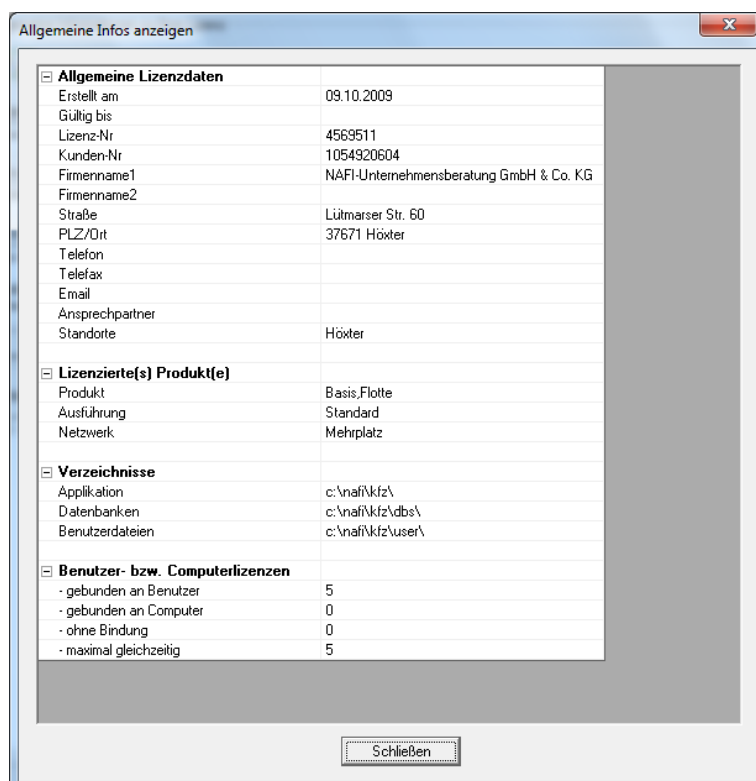 Allgemeine Infos anzeigen
Allgemeine Lizenzdaten
Erstellt am 09.10.2009
Gültig bis
Lizenz-Nr 4569511
Kunden-Nr 1054920604
Firmenname1 NAFI-Unternehmensberatung GmbH & Co. KG
Firmenname2
Straße Lütmarser Str. 60
PLZ/Ort 37671 Höxter
Telefon
Telefax
Email
Ansprechpartner
Standorte Höxter
Lizenzierte(s) Produkt(e)
Produkt Basis,Flotte
Ausführung Standard
Netzwerk Mehrplatz
Verzeichnisse
Applikation c:\nafi\kfz\
Datenbanken c:\nafi\kfz\dbs\
Benutzerdateien c:\nafi\kfz\user\
Benutzer- bzw. Computerlizenzen
- gebunden an Benutzer 5
- gebunden an Computer 0
- ohne Bindung 0
- maximal gleichzeitig 5
Schließen